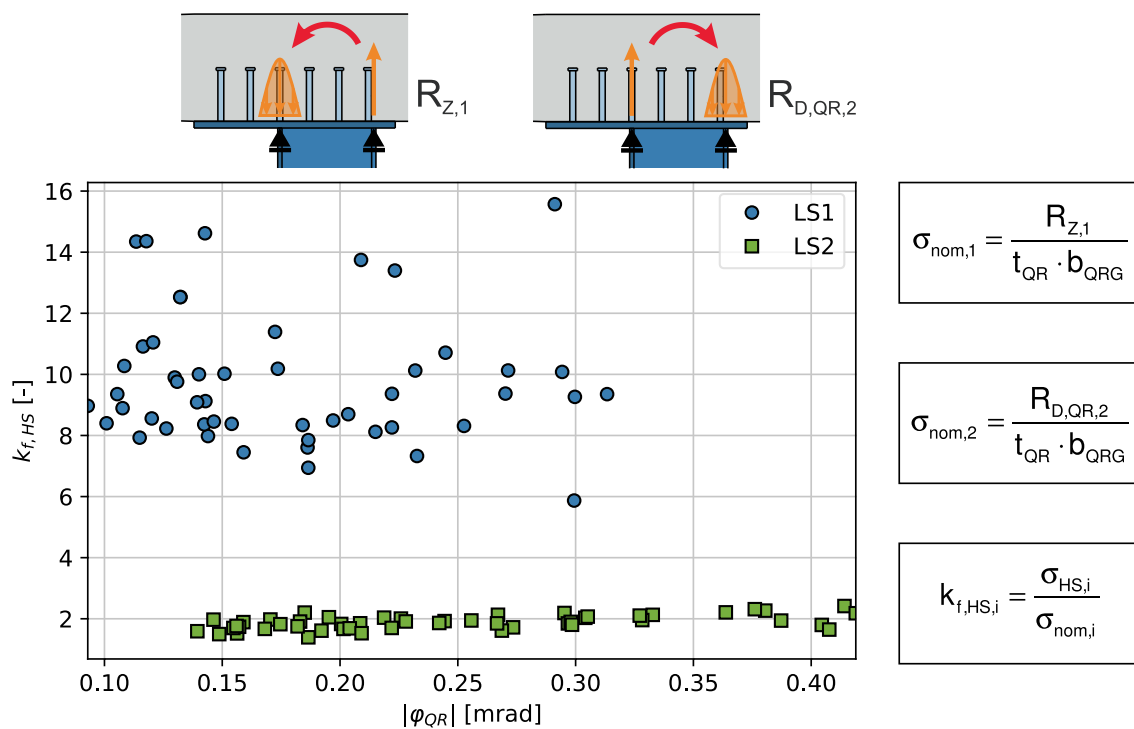 R_Z,1
R_D,QR,2
16
14
12
10
8
6
4
2
k_f,HS [-]
LS1
LS2
0.10 0.15 0.20 0.25 0.30 0.35 0.40
|φ_QR| [mrad]
σ_nom,1 = R_Z,1 / t_QR · b_QRG
σ_nom,2 = R_D,QR,2 / t_QR · b_QRG
k_f,HS,i = σ_HS,i / σ_nom,i